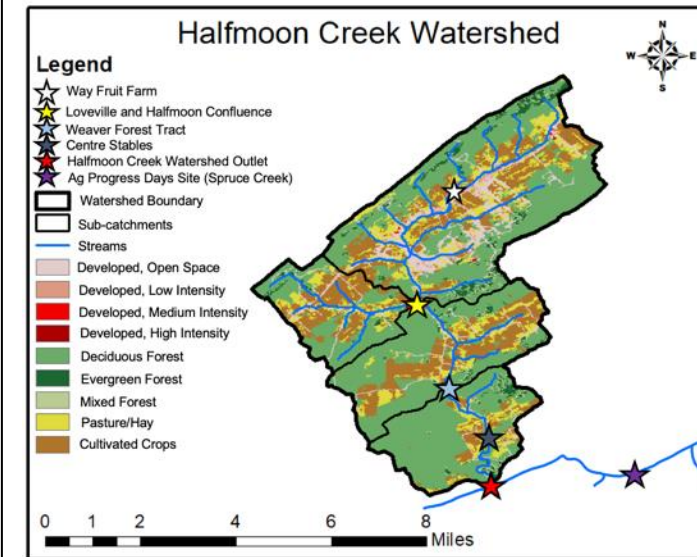 Halfmoon Creek Watershed
N
W E
S
Legend
Way Fruit Farm
Loveville and Halfmoon Confluence
Weaver Forest Tract
Centre Stables
Halfmoon Creek Watershed Outlet
Ag Progress Days Site (Spruce Creek)
Watershed Boundary
Sub-catchments
Streams
Developed, Open Space
Developed, Low Intensity
Developed, Medium Intensity
Developed, High Intensity
Deciduous Forest
Evergreen Forest
Mixed Forest
Pasture/Hay
Cultivated Crops
0 1 2 4 6 8
Miles